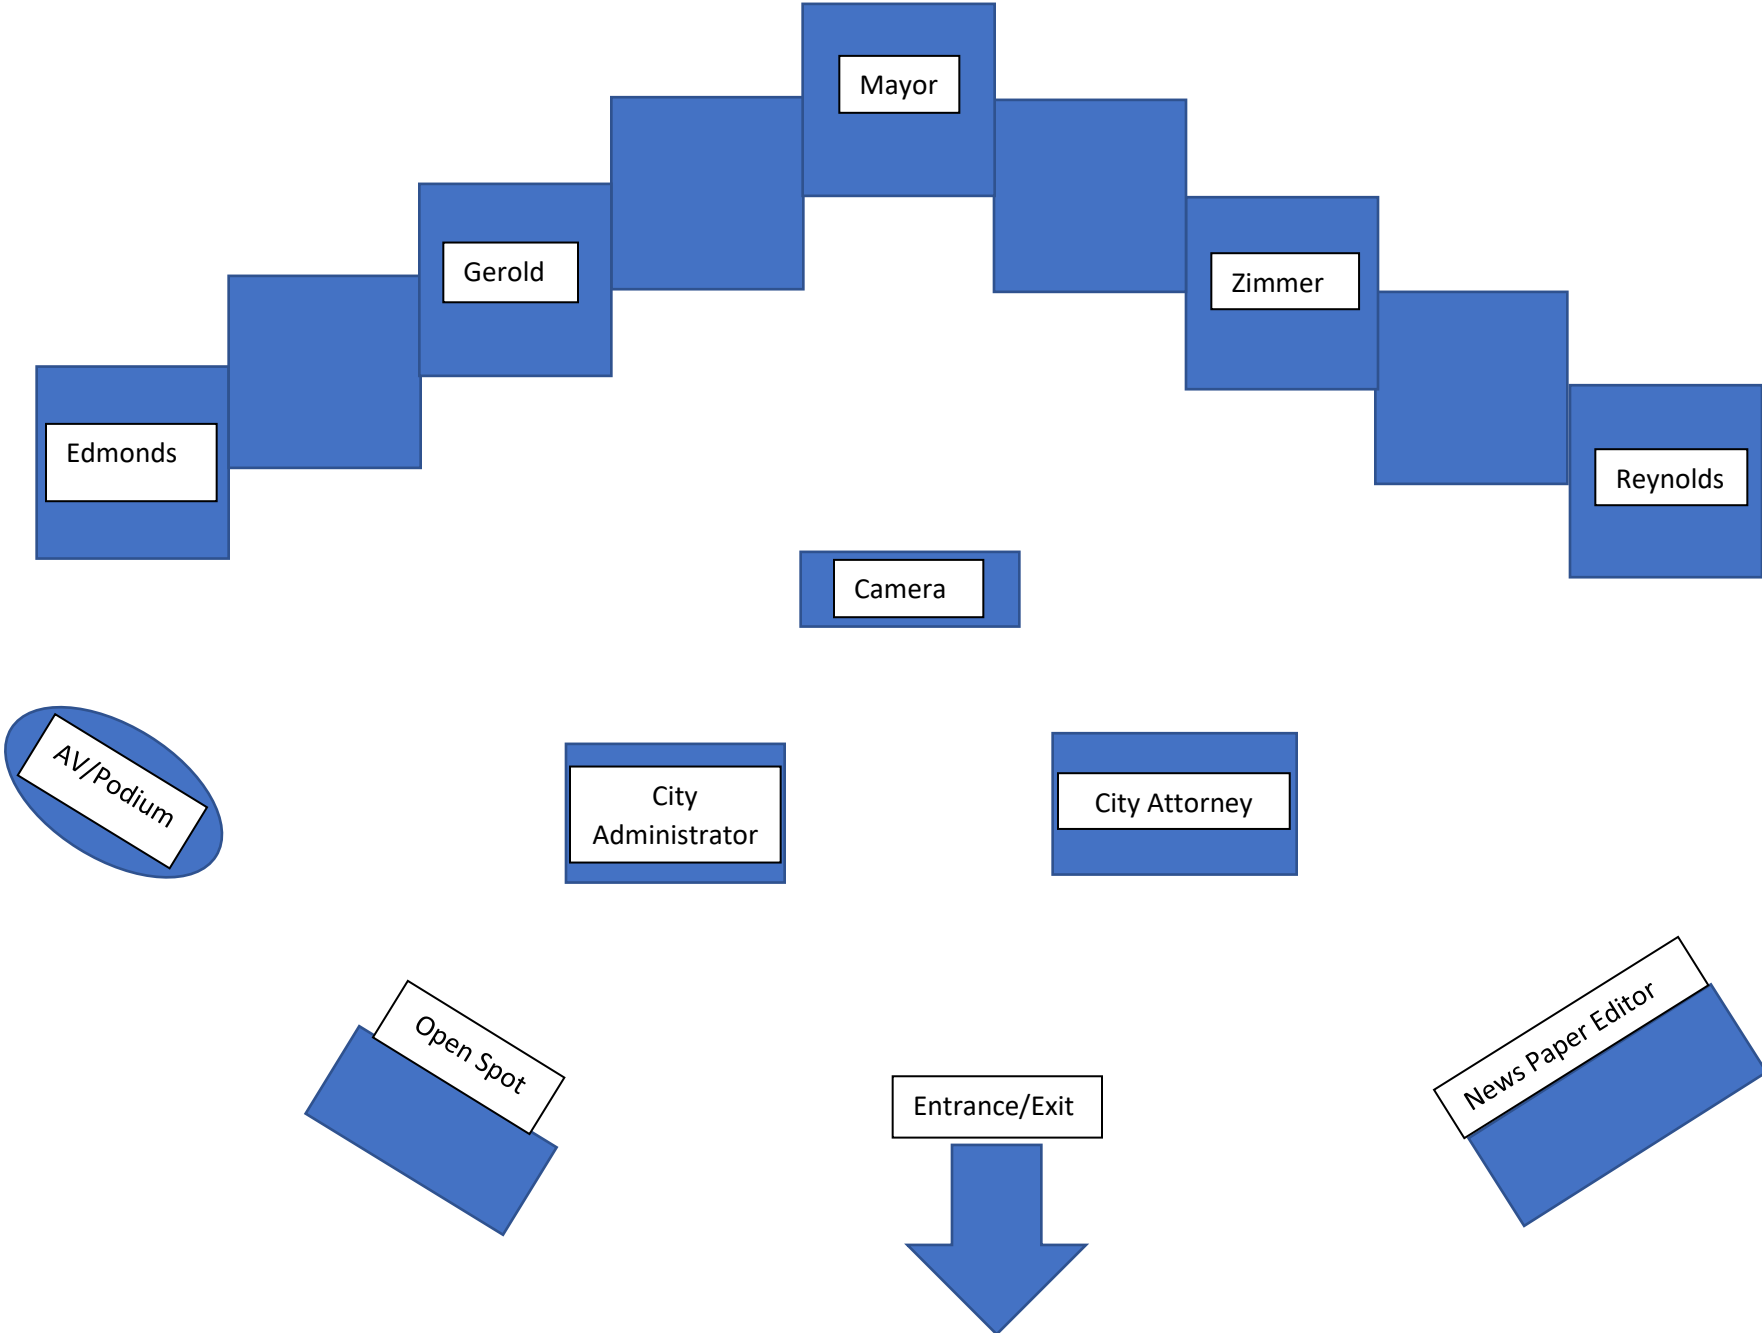 Mayor
Gerold
Zimmer
Edmonds
Reynolds
Camera
AV/Podium
City
Administrator
City Attorney
Open Spot
News Paper Editor
Entrance/Exit